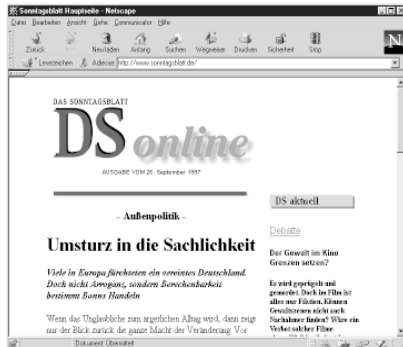 Sonntagsblatt Hauptseite - Netscape
Datei Bearbeiten Ansicht Gehe Communicator Hilfe
Zurück Neu laden Anfang Suchen Wegweiser Drucken Sicherheit Stop
Lesezeichen Adresse http://www.sonntagsblatt.de/
DAS SONNTAGSBLATT
DS online
AUSGABE VOM 26. September 1997
- Außenpolitik -
Umsturz in die Sachlichkeit
Viele in Europa fürchteten ein vereintes Deutschland.
Doch nicht Arroganz, sondern Berechenbarkeit
bestimmt Bonns Handeln
Wenn das Unglaubliche zum ärgerlichen Alltag wird, dann zeigt
nur der Blick zurück die ganze Macht der Veränderung. Vor
DS aktuell
Debatte
Der Gewalt im Kino
Grenzen setzen?
Es wird geprügelt und
gemordet. Doch im Film ist
alles nur Fiktion. Können
Gewaltszenen nicht auch
Nachahmer finden? Wäre ein
Verbot solcher Filme
Dokument Übermittelt